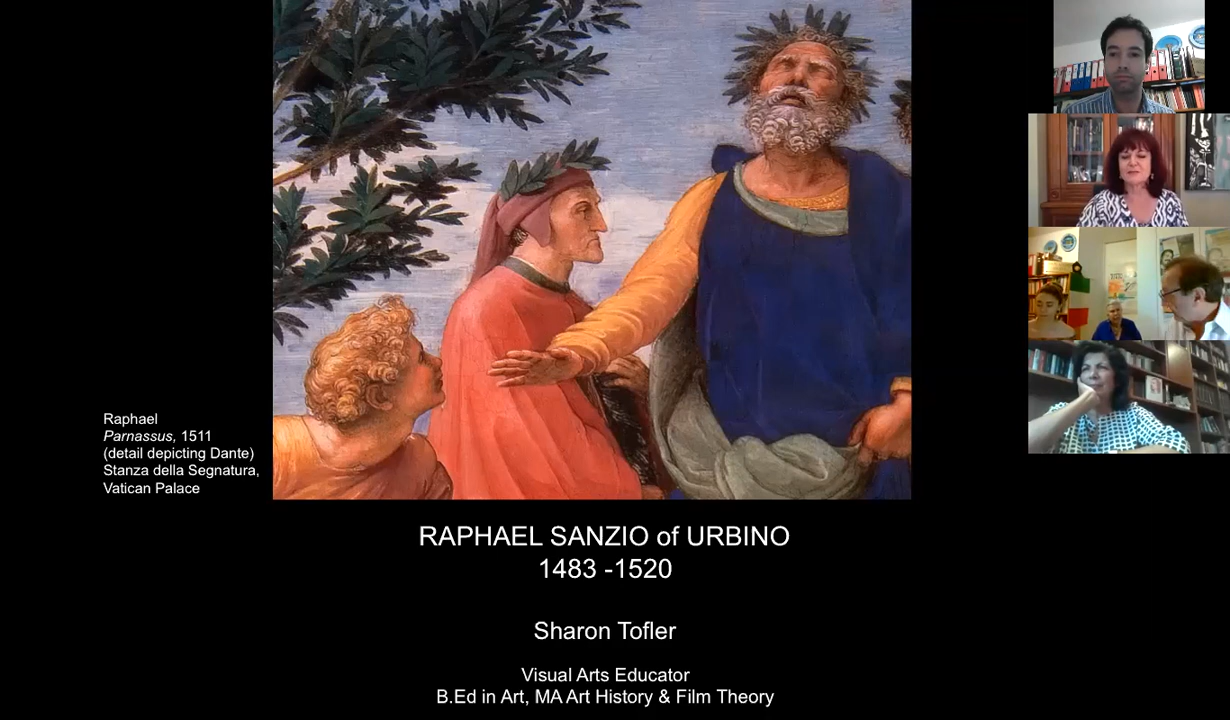 Raphael
Parnassus, 1511
(detail depicting Dante)
Stanza della Segnatura,
Vatican Palace
RAPHAEL SANZIO of URBINO
1483 -1520
Sharon Tofler
Visual Arts Educator
B.Ed in Art, MA Art History & Film Theory